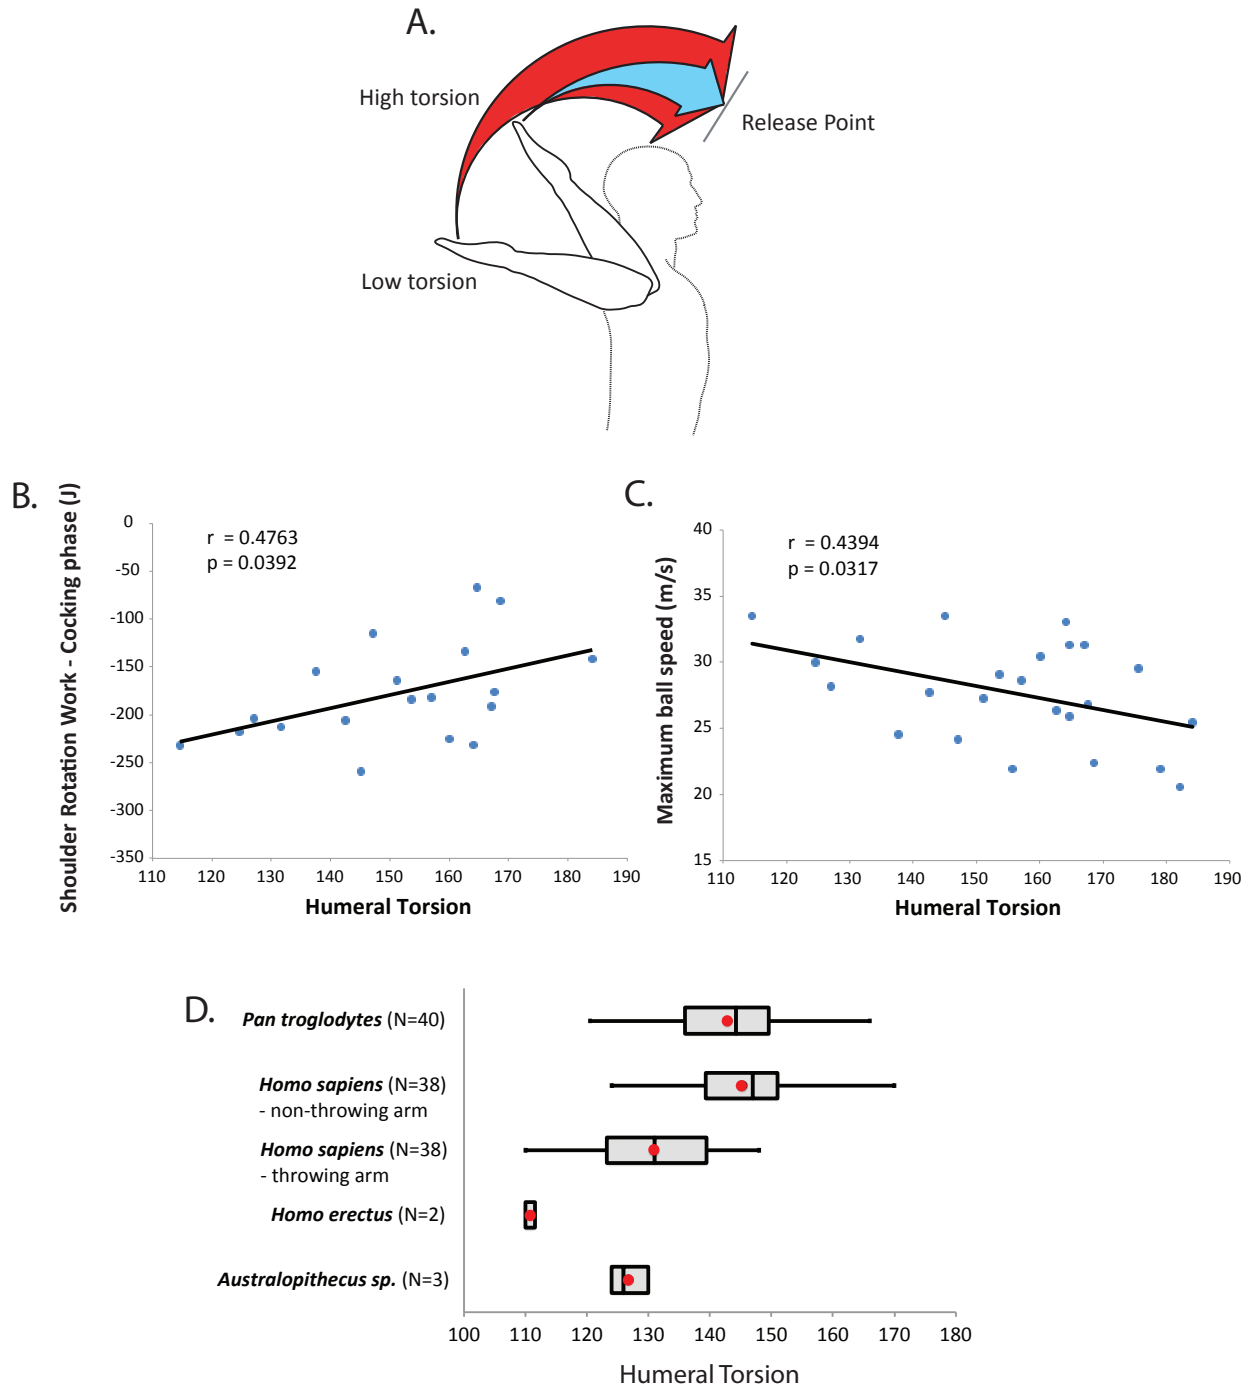 A.
High torsion
Release Point
Low torsion
B.
Shoulder Rotation Work - Cocking phase (J)
r = 0.4763
p = 0.0392
0
-50
-100
-150
-200
-250
-300
-350
110 120 130 140 150 160 170 180 190
Humeral Torsion
C.
Maximum ball speed (m/s)
r = 0.4394
p = 0.0317
40
35
30
25
20
15
110 120 130 140 150 160 170 180 190
Humeral Torsion
D.
Pan troglodytes (N=40)
Homo sapiens (N=38)
- non-throwing arm
Homo sapiens (N=38)
- throwing arm
Homo erectus (N=2)
Australopithecus sp. (N=3)
100 110 120 130 140 150 160 170 180
Humeral Torsion